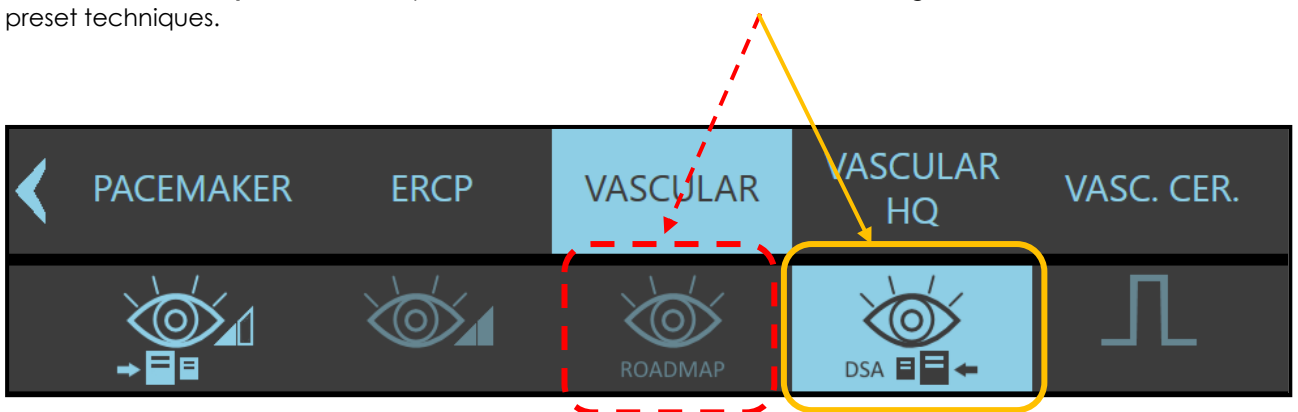 preset techniques.
PACEMAKER ERCP VASCULAR VASCULAR HQ VASC. CER.
ROADMAP DSA